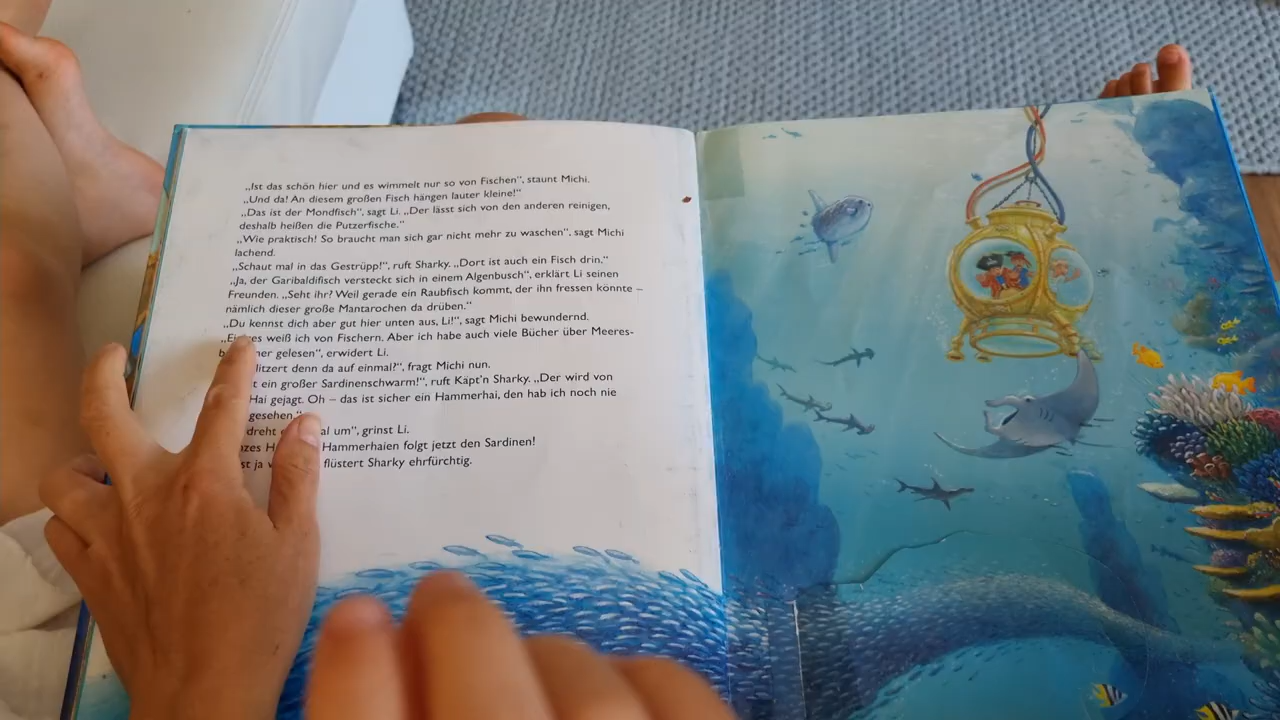 „Ist das schön hier und es wimmelt nur so von Fischen“, staunt Michi.
„Und da! An diesem großen Fisch hängen lauter kleine!“
„Das ist der Mondfisch“, sagt Li. „Der lässt sich von den anderen reinigen,
deshalb heißen die Putzerfische.“
„Wie praktisch! So braucht man sich gar nicht mehr zu waschen“, sagt Michi
lachend.
„Schaut mal in das Gestrüpp!“, ruft Sharky. „Dort ist auch ein Fisch drin.“
„Ja, der Garibaldifisch versteckt sich in einem Algenbusch“, erklärt Li seinen
Freunden. „Seht ihr? Weil gerade ein Raubfisch kommt, der ihn fressen könnte –
nämlich dieser große Mantarochen da drüben.“
„Du kennst dich aber gut hier unten aus, Li!“, sagt Michi bewundernd.
weiß ich von Fischern. Aber ich habe auch viele Bücher über Meeres-
gelesen“, erwidert Li.
denn da auf einmal?“, fragt Michi nun.
ein großer Sardinenschwarm!“, ruft Käpt’n Sharky. „Der wird von
Hai gejagt. Oh – das ist sicher ein Hammerhai, den hab ich noch nie
gesehen.“
um“, grinst Li.
Hammerhaien folgt jetzt den Sardinen!
ja flüstert Sharky ehrfürchtig.